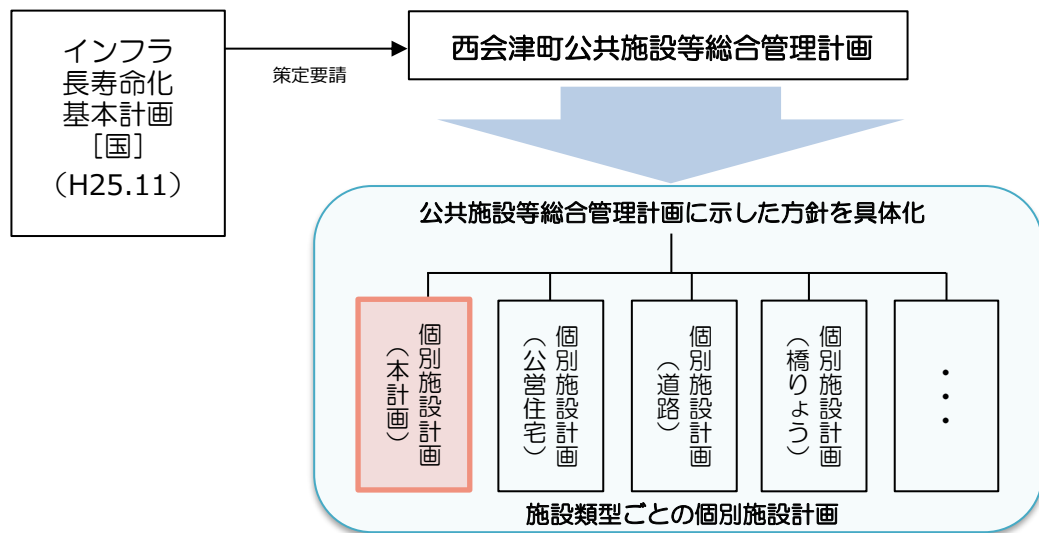 インフラ
長寿命化
基本計画
[国]
（H25.11）
策定要請
西会津町公共施設等総合管理計画
公共施設等総合管理計画に示した方針を具体化
個別施設計画
（本計画）
個別施設計画
（公営住宅）
個別施設計画
（道路）
個別施設計画
（橋りょう）
・・・
施設類型ごとの個別施設計画